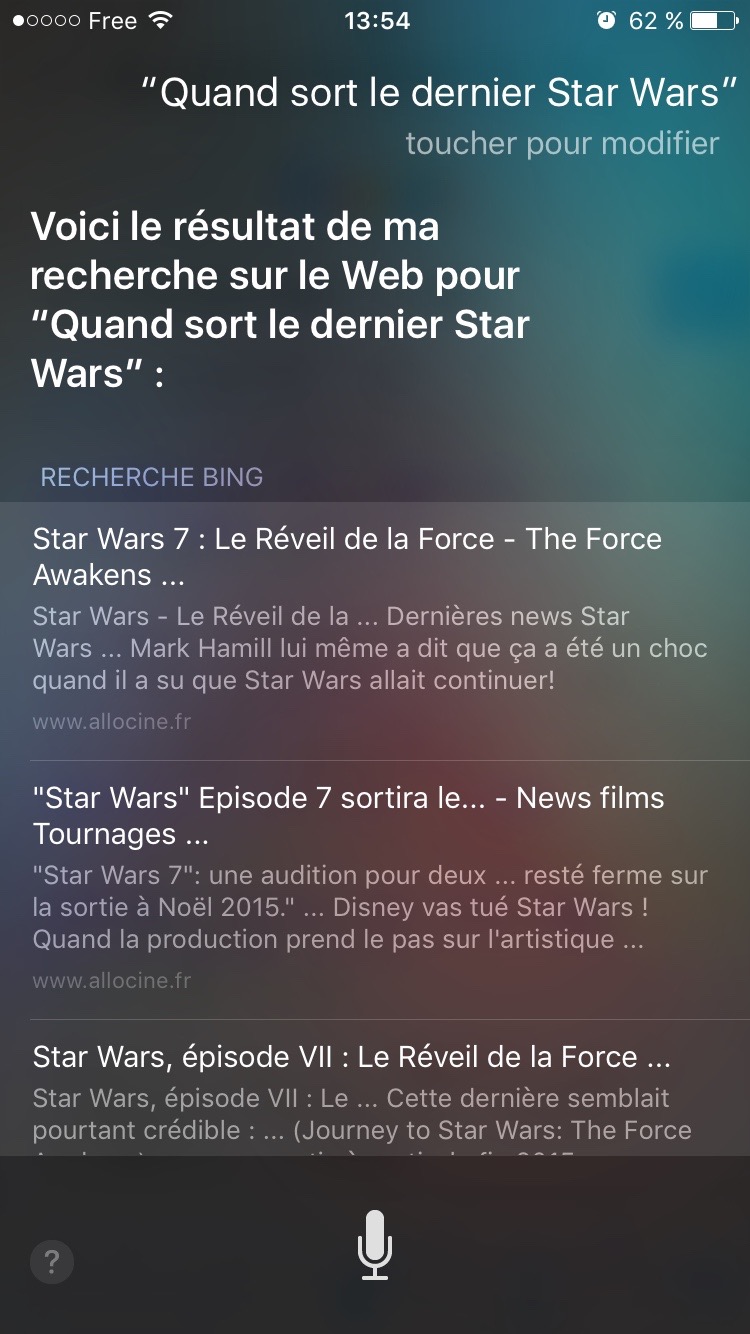 Free 13:54 62 %
“Quand sort le dernier Star Wars”
toucher pour modifier
Voici le résultat de ma
recherche sur le Web pour
“Quand sort le dernier Star
Wars” :
RECHERCHE BING
Star Wars 7 : Le Réveil de la Force - The Force
Awakens ...
Star Wars - Le Réveil de la ... Dernières news Star
Wars ... Mark Hamill lui même a dit que ça a été un choc
quand il a su que Star Wars allait continuer!
www.allocine.fr
"Star Wars" Episode 7 sortira le... - News films
Tournages ...
"Star Wars 7": une audition pour deux ... resté ferme sur
la sortie à Noël 2015." ... Disney vas tué Star Wars !
Quand la production prend le pas sur l'artistique ...
www.allocine.fr
Star Wars, épisode VII : Le Réveil de la Force ...
Star Wars, épisode VII : Le ... Cette dernière semblait
pourtant crédible : ... (Journey to Star Wars: The Force
?